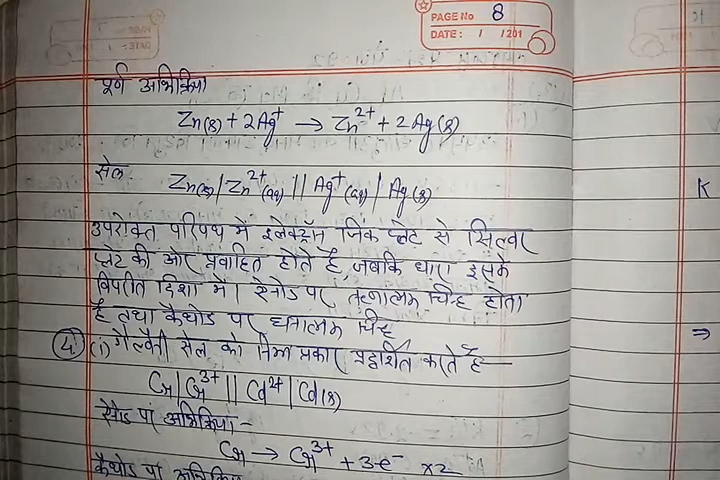 PAGE No 8
DATE: / /201
पूर्ण अभिक्रिया
Zn(s) + 2Ag⁺ → Zn²⁺ + 2Ag(s)
सेल
Zn(s)|Zn²⁺(aq)||Ag⁺(aq)|Ag(s)
उपरोक्त परिपथ में इलेक्ट्रॉन जिंक प्लेट से सिल्वर
प्लेट की ओर प्रवाहित होते हैं, जबकि धारा इसके
विपरीत दिशा में। ऐनोड पर ऋणात्मक चिन्ह होता
है तथा कैथोड पर धनात्मक चिन्ह
④ (i) गैल्वैनी सेल को निम्न प्रकार प्रदर्शित करते हैं—
Cr|Cr³⁺||Cd²⁺|Cd(s)
ऐनोड पर अभिक्रिया -
Cr → Cr³⁺ + 3e⁻ ×2
कैथोड पर अभिक्रिया
K
⇒